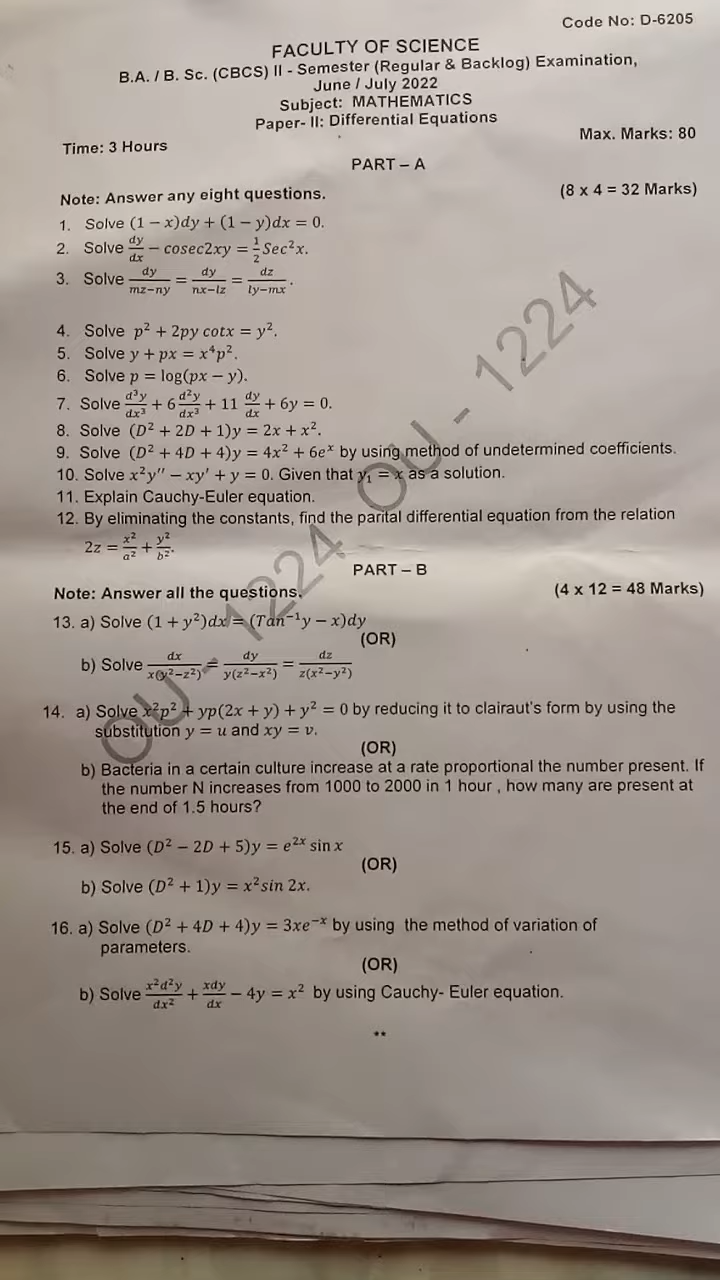 Code No: D-6205
FACULTY OF SCIENCE
B.A. / B. Sc. (CBCS) II - Semester (Regular & Backlog) Examination,
June / July 2022
Subject: MATHEMATICS
Paper- II: Differential Equations
Time: 3 Hours
Max. Marks: 80
PART – A
Note: Answer any eight questions.
(8 x 4 = 32 Marks)
1. Solve (1 − x)dy + (1 − y)dx = 0.
2. Solve dy/dx − cosec2xy = 1/2 Sec²x.
3. Solve dy/(mz−ny) = dy/(nx−lz) = dz/(ly−mx).
4. Solve p² + 2py cotx = y².
5. Solve y + px = x⁴p².
6. Solve p = log(px − y).
7. Solve d³y/dx³ + 6 d²y/dx³ + 11 dy/dx + 6y = 0.
8. Solve (D² + 2D + 1)y = 2x + x².
9. Solve (D² + 4D + 4)y = 4x² + 6eˣ by using method of undetermined coefficients.
10. Solve x²y″ − xy′ + y = 0. Given that y₁ = x as a solution.
11. Explain Cauchy-Euler equation.
12. By eliminating the constants, find the parital differential equation from the relation
2z = x²/a² + y²/b².
PART – B
Note: Answer all the questions.
(4 x 12 = 48 Marks)
13. a) Solve (1 + y²)dx = (Tan⁻¹y − x)dy
(OR)
b) Solve dx/x(y²−z²) = dy/y(z²−x²) = dz/z(x²−y²)
14. a) Solve x²p² + yp(2x + y) + y² = 0 by reducing it to clairaut's form by using the
substitution y = u and xy = v.
(OR)
b) Bacteria in a certain culture increase at a rate proportional the number present. If
the number N increases from 1000 to 2000 in 1 hour , how many are present at
the end of 1.5 hours?
15. a) Solve (D² − 2D + 5)y = e²ˣ sin x
(OR)
b) Solve (D² + 1)y = x²sin 2x.
16. a) Solve (D² + 4D + 4)y = 3xe⁻ˣ by using the method of variation of
parameters.
(OR)
b) Solve x²d²y/dx² + xdy/dx − 4y = x² by using Cauchy- Euler equation.
**
OU - 1224 OU - 1224